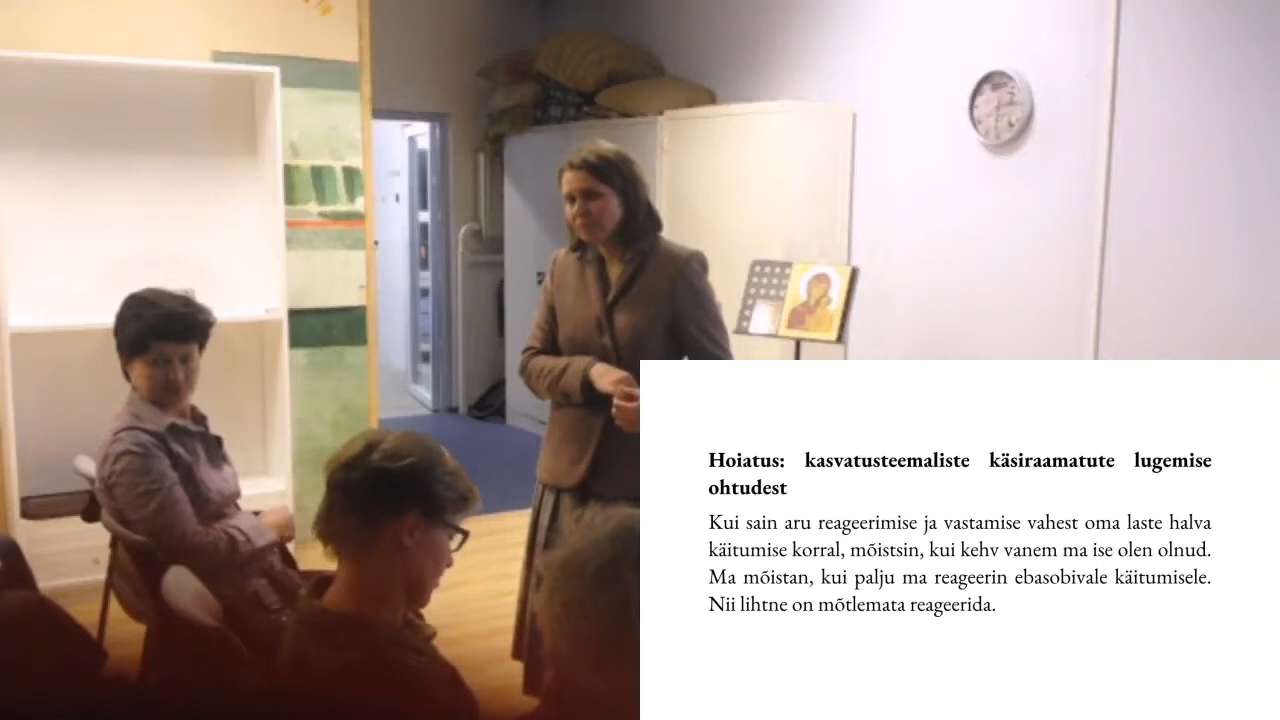 Hoiatus: kasvatusteemaliste käsiraamatute lugemise
ohtudest
Kui sain aru reageerimise ja vastamise vahest oma laste halva
käitumise korral, mõistsin, kui kehv vanem ma ise olen olnud.
Ma mõistan, kui palju ma reageerin ebasobivale käitumisele.
Nii lihtne on mõtlemata reageerida.